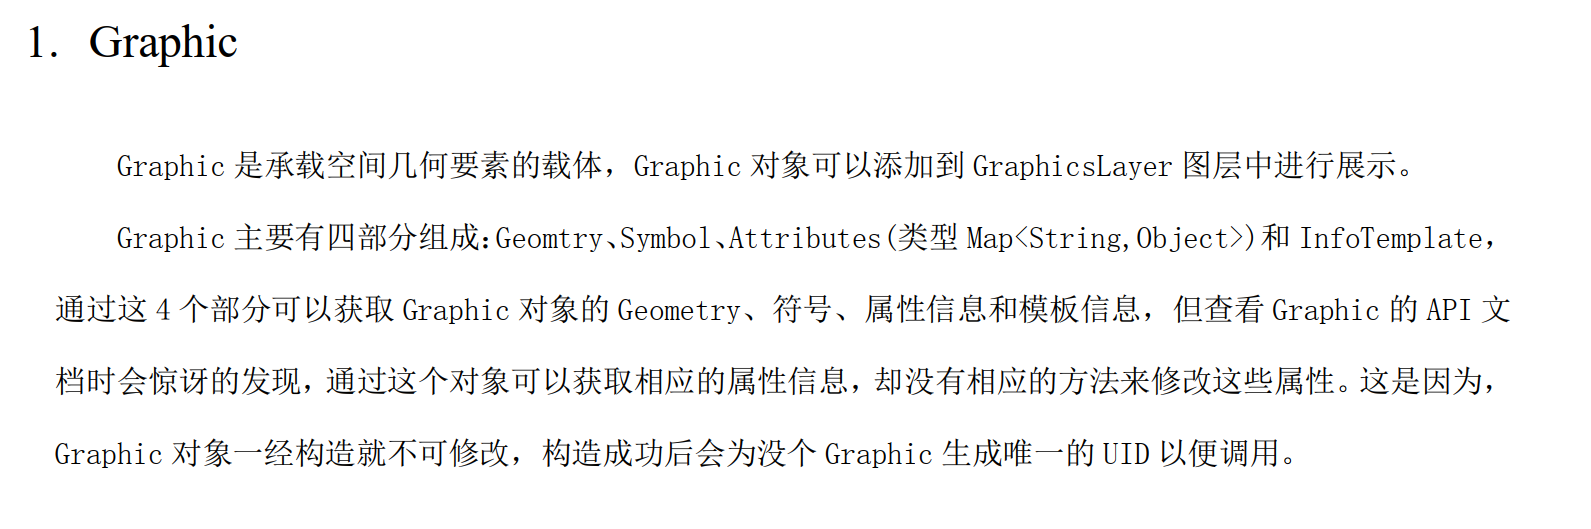 1. Graphic
Graphic 是承载空间几何要素的载体，Graphic 对象可以添加到 GraphicsLayer 图层中进行展示。
Graphic 主要有四部分组成：Geomtry、Symbol、Attributes(类型 Map<String,Object>)和 InfoTemplate，
通过这 4 个部分可以获取 Graphic 对象的 Geometry、符号、属性信息和模板信息，但查看 Graphic 的 API 文
档时会惊讶的发现，通过这个对象可以获取相应的属性信息，却没有相应的方法来修改这些属性。这是因为，
Graphic 对象一经构造就不可修改，构造成功后会为没个 Graphic 生成唯一的 UID 以便调用。